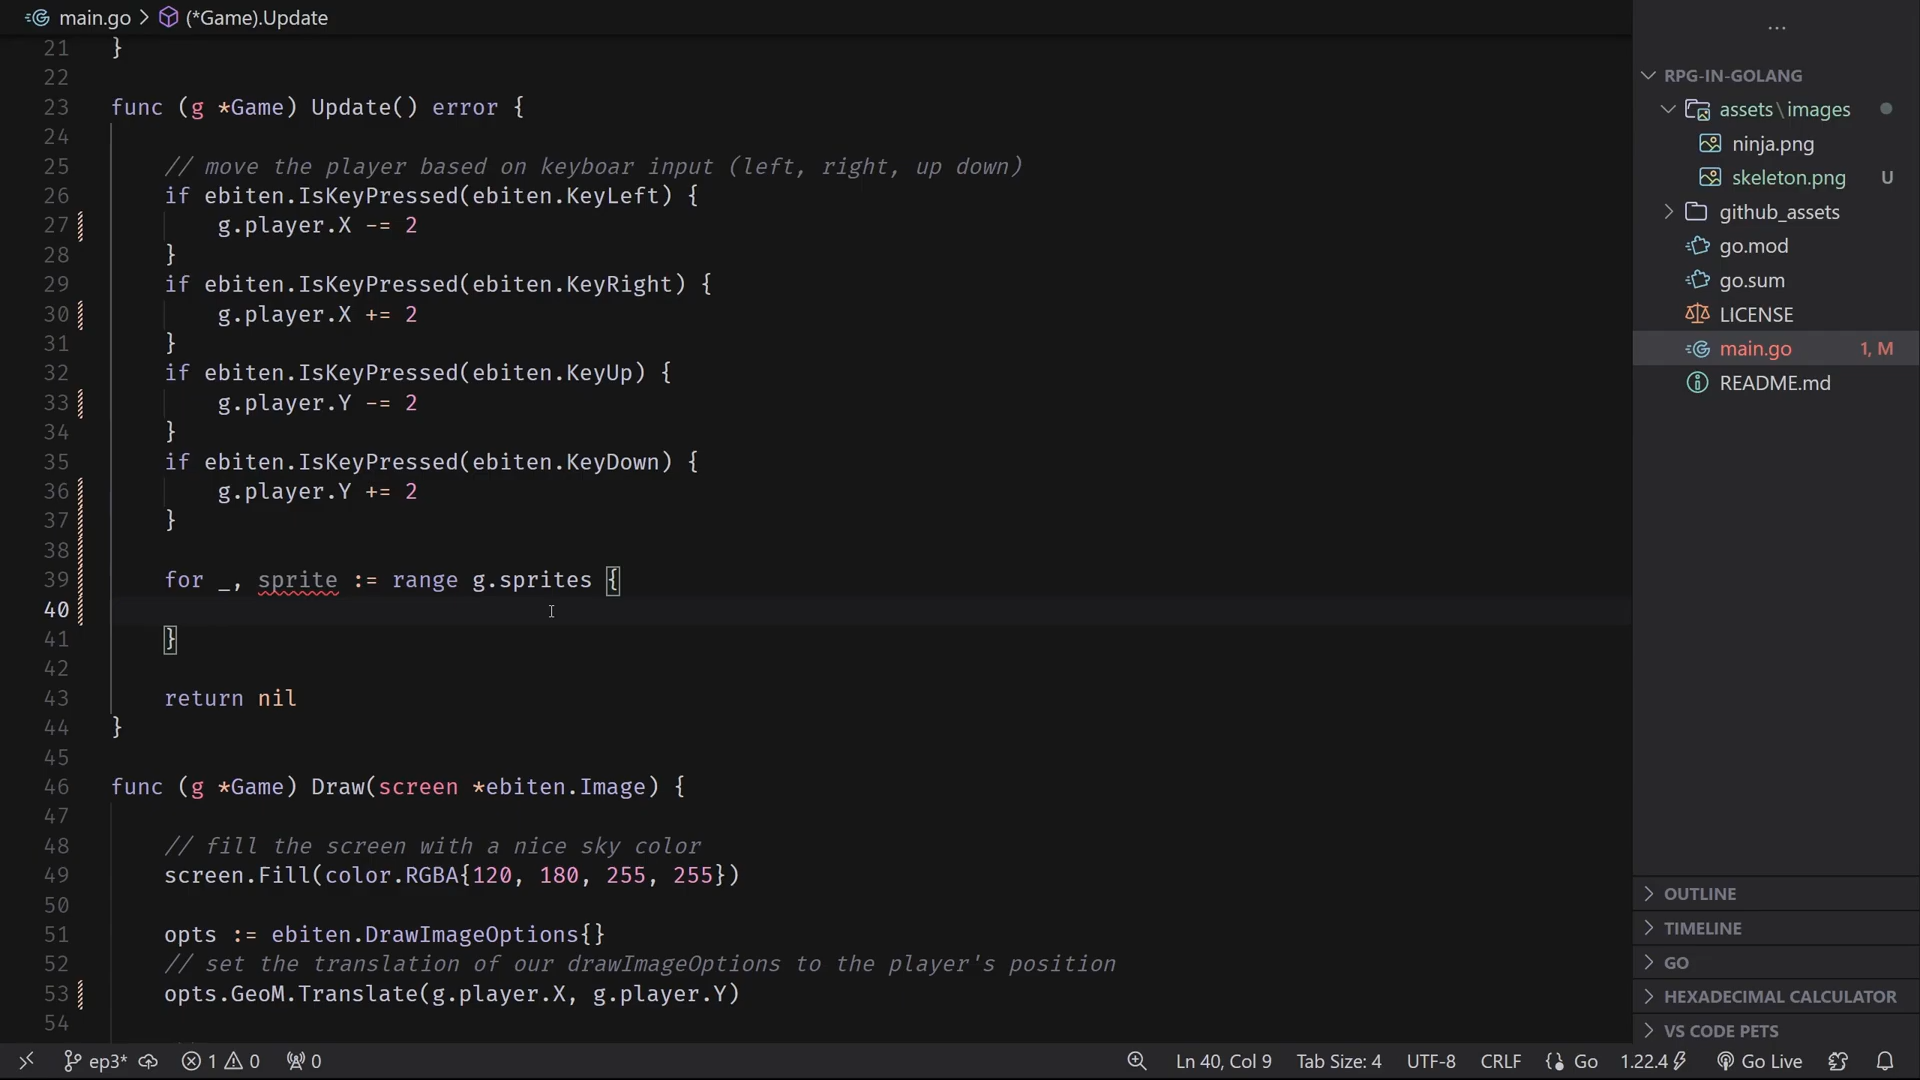 main.go > (*Game).Update
21 }
22
23 func (g *Game) Update() error {
24
25 // move the player based on keyboar input (left, right, up down)
26 if ebiten.IsKeyPressed(ebiten.KeyLeft) {
27 g.player.X -= 2
28 }
29 if ebiten.IsKeyPressed(ebiten.KeyRight) {
30 g.player.X += 2
31 }
32 if ebiten.IsKeyPressed(ebiten.KeyUp) {
33 g.player.Y -= 2
34 }
35 if ebiten.IsKeyPressed(ebiten.KeyDown) {
36 g.player.Y += 2
37 }
38
39 for _, sprite := range g.sprites {
40
41 }
42
43 return nil
44 }
45
46 func (g *Game) Draw(screen *ebiten.Image) {
47
48 // fill the screen with a nice sky color
49 screen.Fill(color.RGBA{120, 180, 255, 255})
50
51 opts := ebiten.DrawImageOptions{}
52 // set the translation of our drawImageOptions to the player's position
53 opts.GeoM.Translate(g.player.X, g.player.Y)
54
...
RPG-IN-GOLANG
assets\images
ninja.png
skeleton.png U
github_assets
go.mod
go.sum
LICENSE
main.go 1, M
README.md
OUTLINE
TIMELINE
GO
HEXADECIMAL CALCULATOR
VS CODE PETS
ep3* 1 0 0 Ln 40, Col 9 Tab Size: 4 UTF-8 CRLF {} Go 1.22.4 Go Live